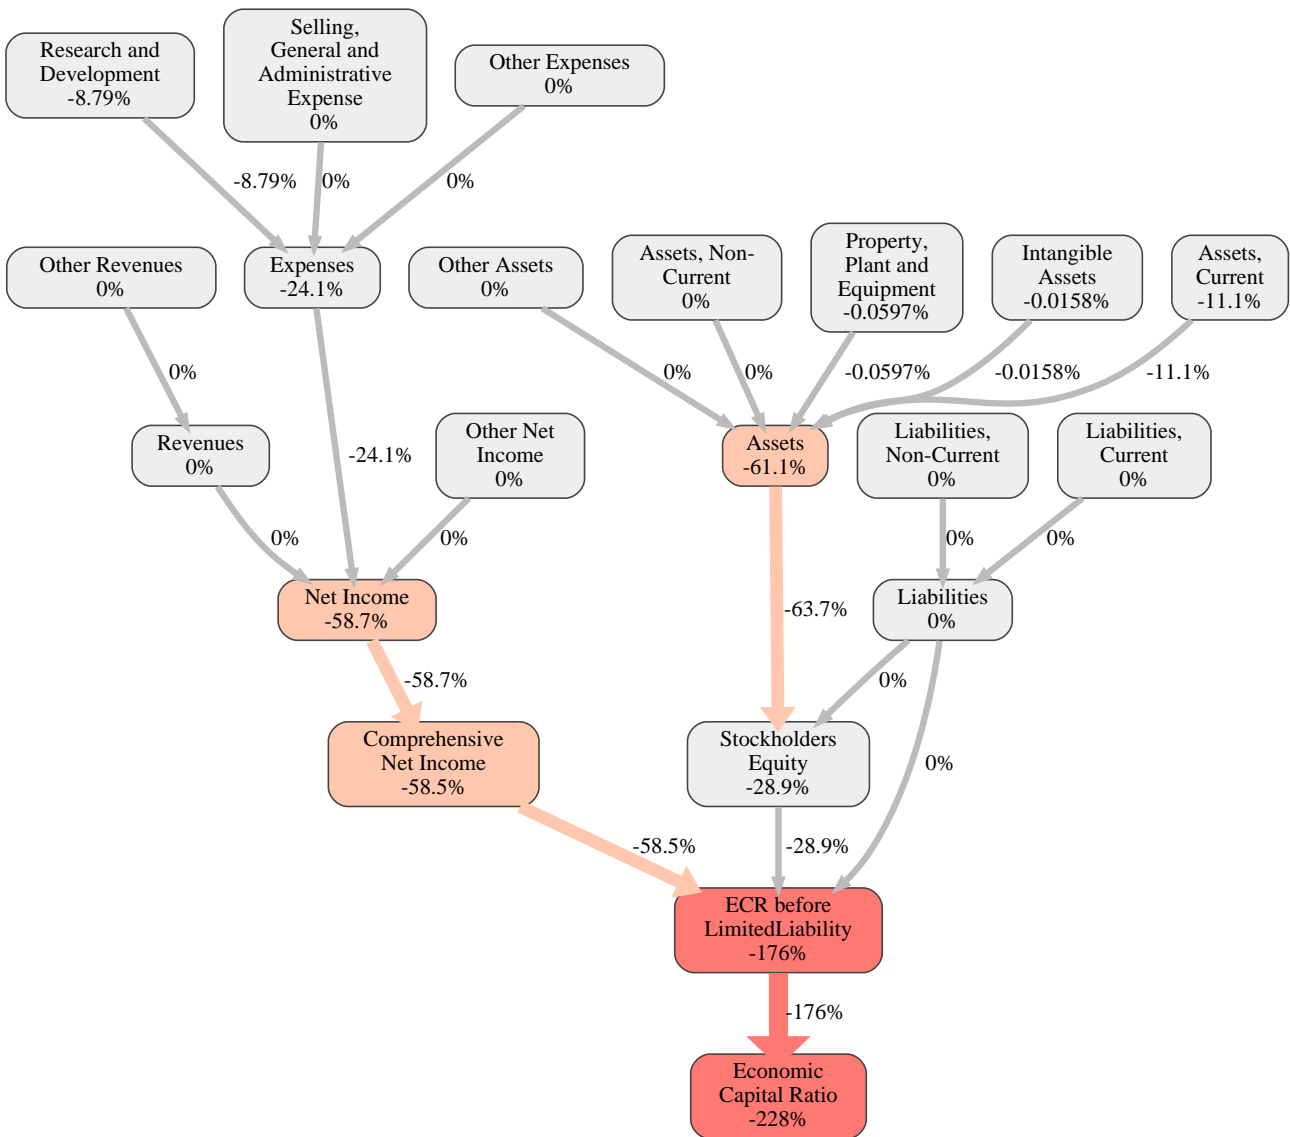 Research and
Development
-8.79%
Selling,
General and
Administrative
Expense
0%
Other Expenses
0%
-8.79%
0%
0%
Other Revenues
0%
Expenses
-24.1%
Other Assets
0%
Assets, Non-
Current
0%
Property,
Plant and
Equipment
-0.0597%
Intangible
Assets
-0.0158%
Assets,
Current
-11.1%
0%
0%
0%
-0.0597%
-0.0158%
-11.1%
Revenues
0%
-24.1%
Other Net
Income
0%
Assets
-61.1%
Liabilities,
Non-Current
0%
Liabilities,
Current
0%
0%
0%
0%
0%
Net Income
-58.7%
-63.7%
Liabilities
0%
-58.7%
0%
Comprehensive
Net Income
-58.5%
Stockholders
Equity
-28.9%
0%
-58.5%
-28.9%
ECR before
LimitedLiability
-176%
-176%
Economic
Capital Ratio
-228%